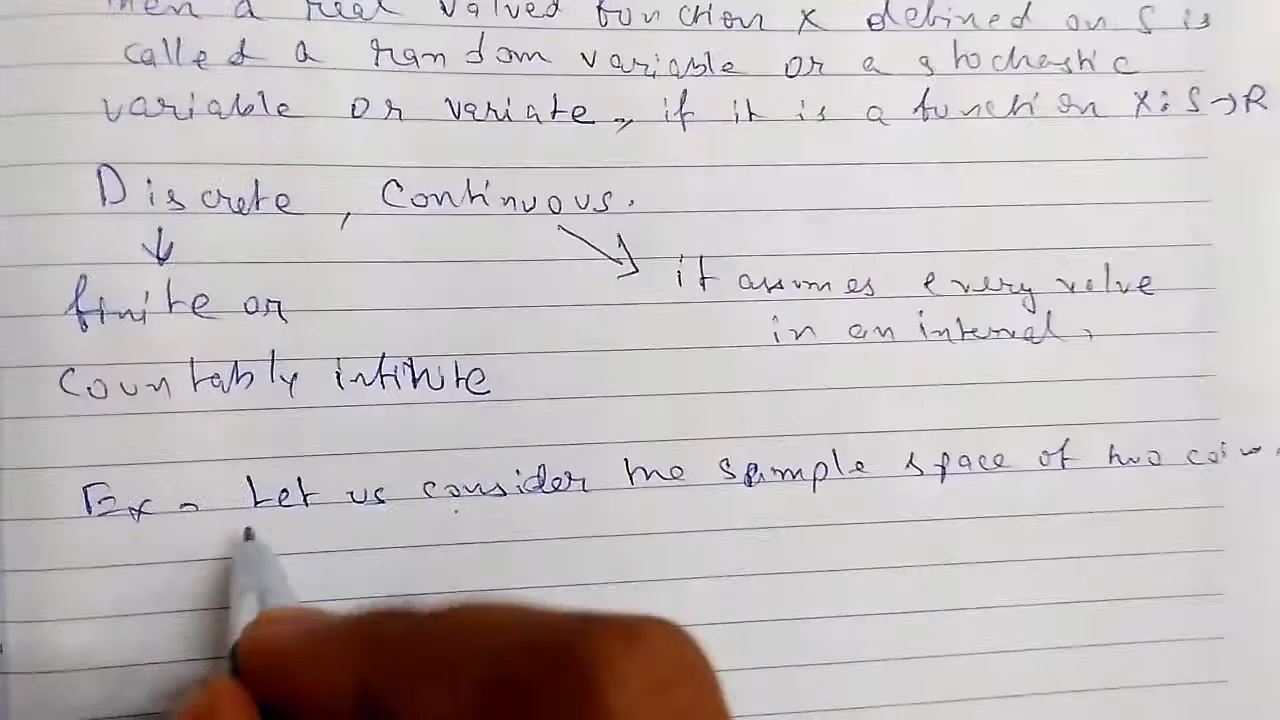 then a real valued function X defined on S is
called a random variable or a stochastic
variable or variate, if it is a function X: S→R
Discrete, Continuous.
↓
finite or
countably infinite
it assumes every value
in an interval,
Ex - Let us consider the sample space of two coin.